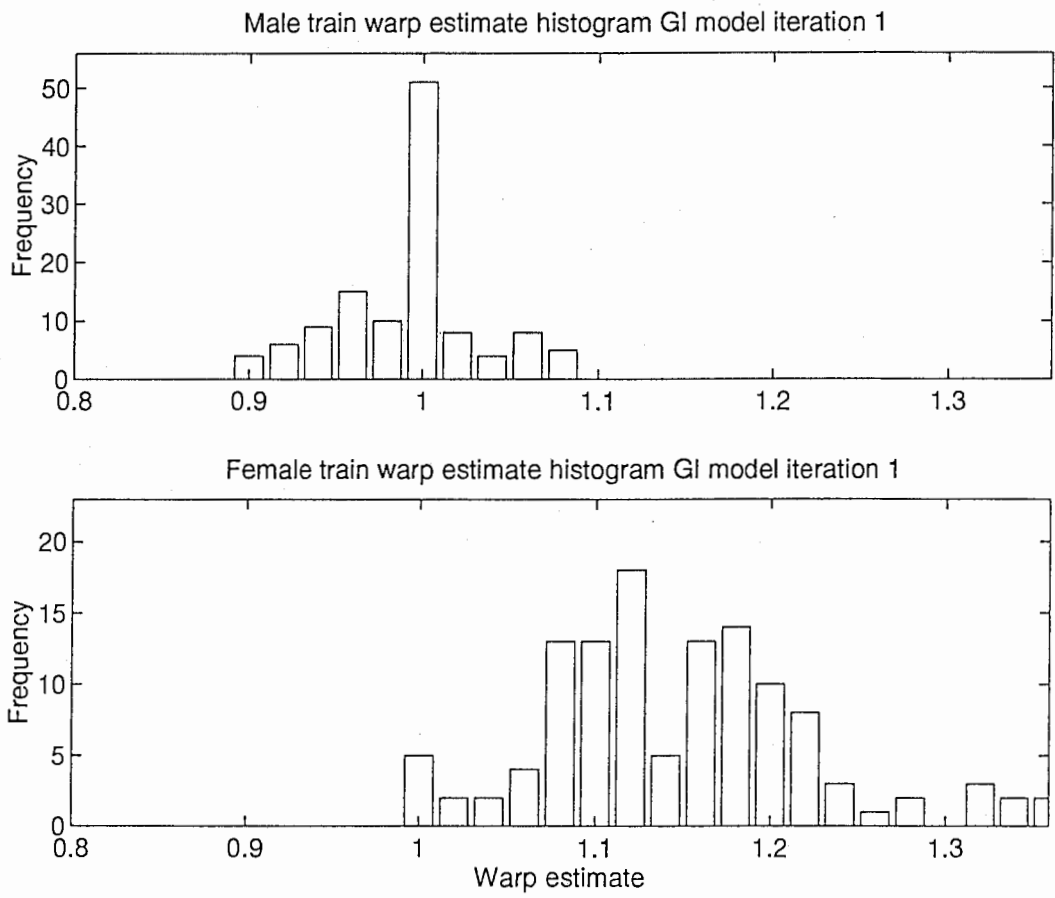 Male train warp estimate histogram GI model iteration 1
50
40
30
20
10
0
Frequency
0.8 0.9 1 1.1 1.2 1.3
Female train warp estimate histogram GI model iteration 1
20
15
10
5
0
Frequency
0.8 0.9 1 1.1 1.2 1.3
Warp estimate